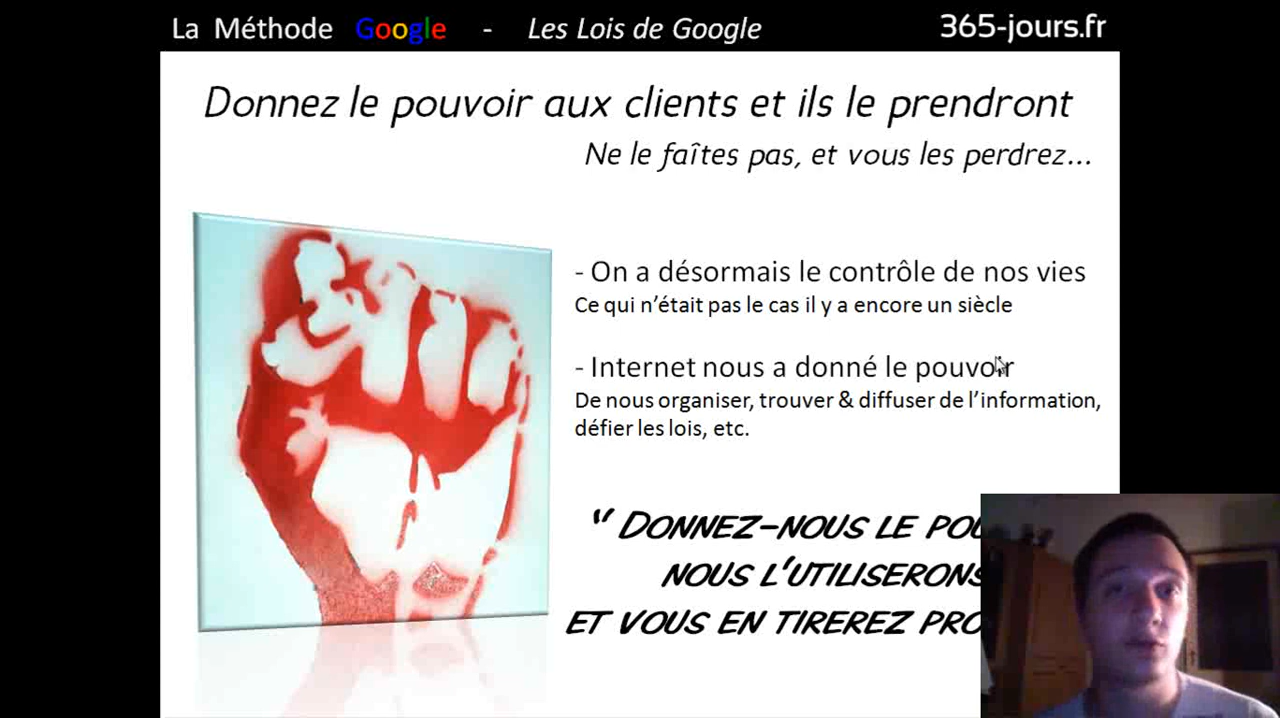 La Méthode Google - Les Lois de Google
365-jours.fr
Donnez le pouvoir aux clients et ils le prendront
Ne le faîtes pas, et vous les perdrez...
- On a désormais le contrôle de nos vies
Ce qui n'était pas le cas il y a encore un siècle
- Internet nous a donné le pouvoir
De nous organiser, trouver & diffuser de l'information,
défier les lois, etc.
" DONNEZ-NOUS LE
NOUS L'UTILISERONS
ET VOUS EN TIREREZ